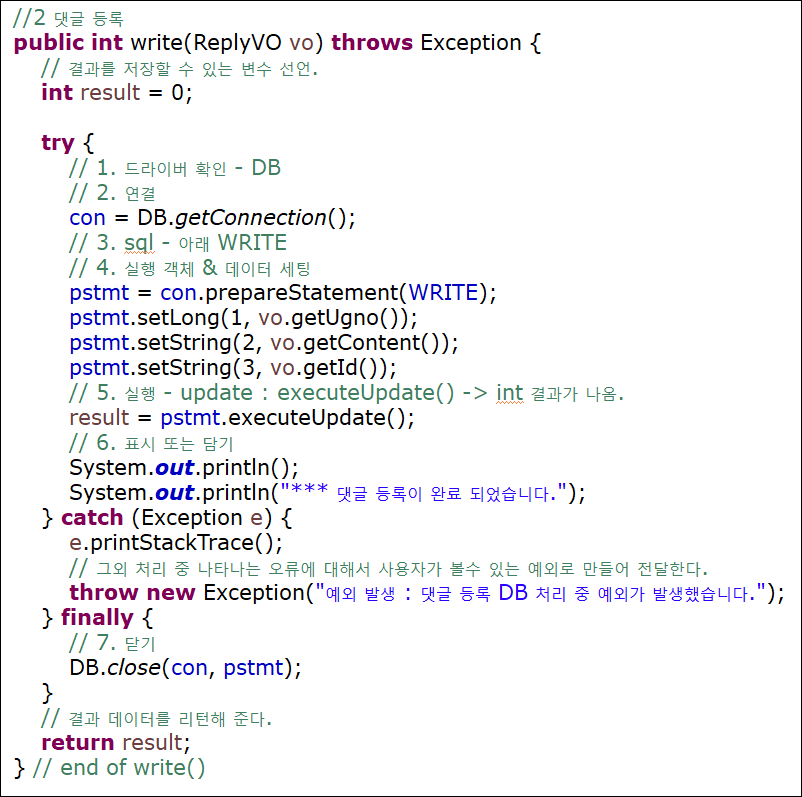 //2 댓글 등록
public int write(ReplyVO vo) throws Exception {
// 결과를 저장할 수 있는 변수 선언.
int result = 0;
try {
// 1. 드라이버 확인 - DB
// 2. 연결
con = DB.getConnection();
// 3. sql - 아래 WRITE
// 4. 실행 객체 & 데이터 세팅
pstmt = con.prepareStatement(WRITE);
pstmt.setLong(1, vo.getUgno());
pstmt.setString(2, vo.getContent());
pstmt.setString(3, vo.getId());
// 5. 실행 - update : executeUpdate() -> int 결과가 나옴.
result = pstmt.executeUpdate();
// 6. 표시 또는 담기
System.out.println();
System.out.println("*** 댓글 등록이 완료 되었습니다.");
} catch (Exception e) {
e.printStackTrace();
// 그외 처리 중 나타나는 오류에 대해서 사용자가 볼수 있는 예외로 만들어 전달한다.
throw new Exception("예외 발생 : 댓글 등록 DB 처리 중 예외가 발생했습니다.");
} finally {
// 7. 닫기
DB.close(con, pstmt);
}
// 결과 데이터를 리턴해 준다.
return result;
} // end of write()